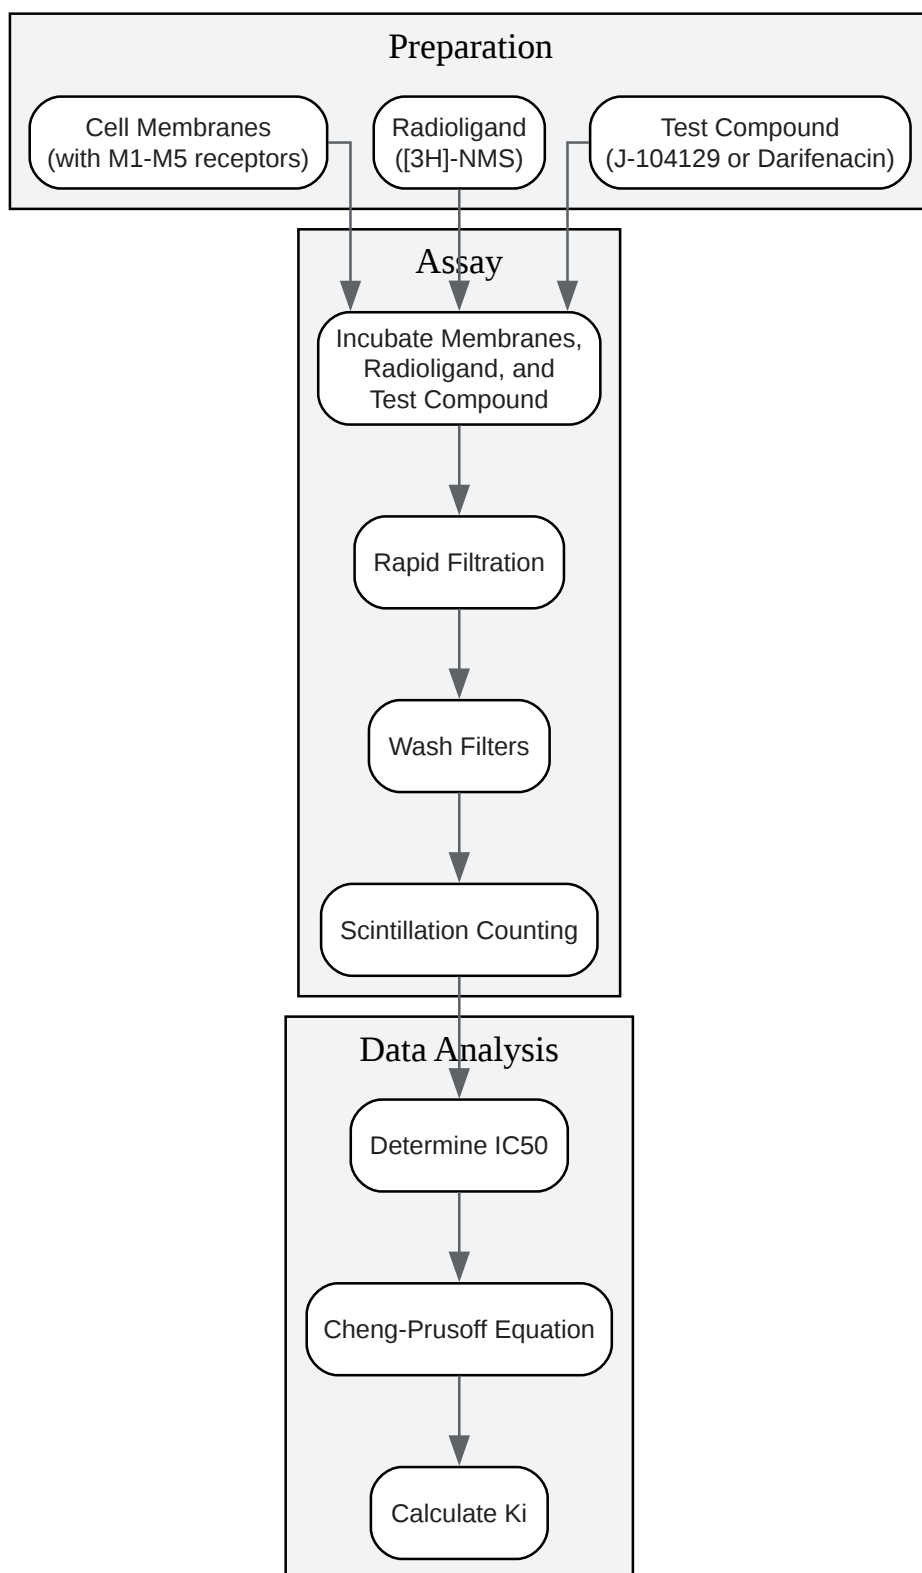 Preparation
Cell Membranes
(with M1-M5 receptors)
Radioligand
([3H]-NMS)
Test Compound
(J-104129 or Darifenacin)
Assay
Incubate Membranes,
Radioligand, and
Test Compound
Rapid Filtration
Wash Filters
Scintillation Counting
Data Analysis
Determine IC50
Cheng-Prusoff Equation
Calculate Ki